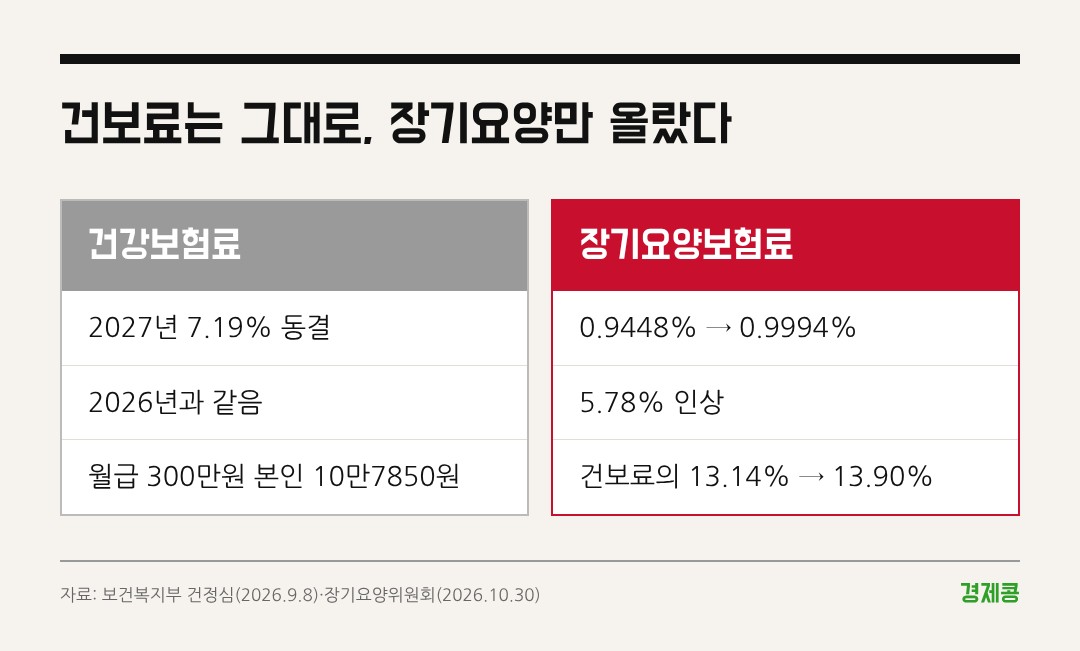 건보료는 그대로, 장기요양만 올랐다
건강보험료
2027년 7.19% 동결
2026년과 같음
월급 300만원 본인 10만7850원
장기요양보험료
0.9448% → 0.9994%
5.78% 인상
건보료의 13.14% → 13.90%
자료: 보건복지부 건정심(2026.9.8)·장기요양위원회(2026.10.30)
경제콩